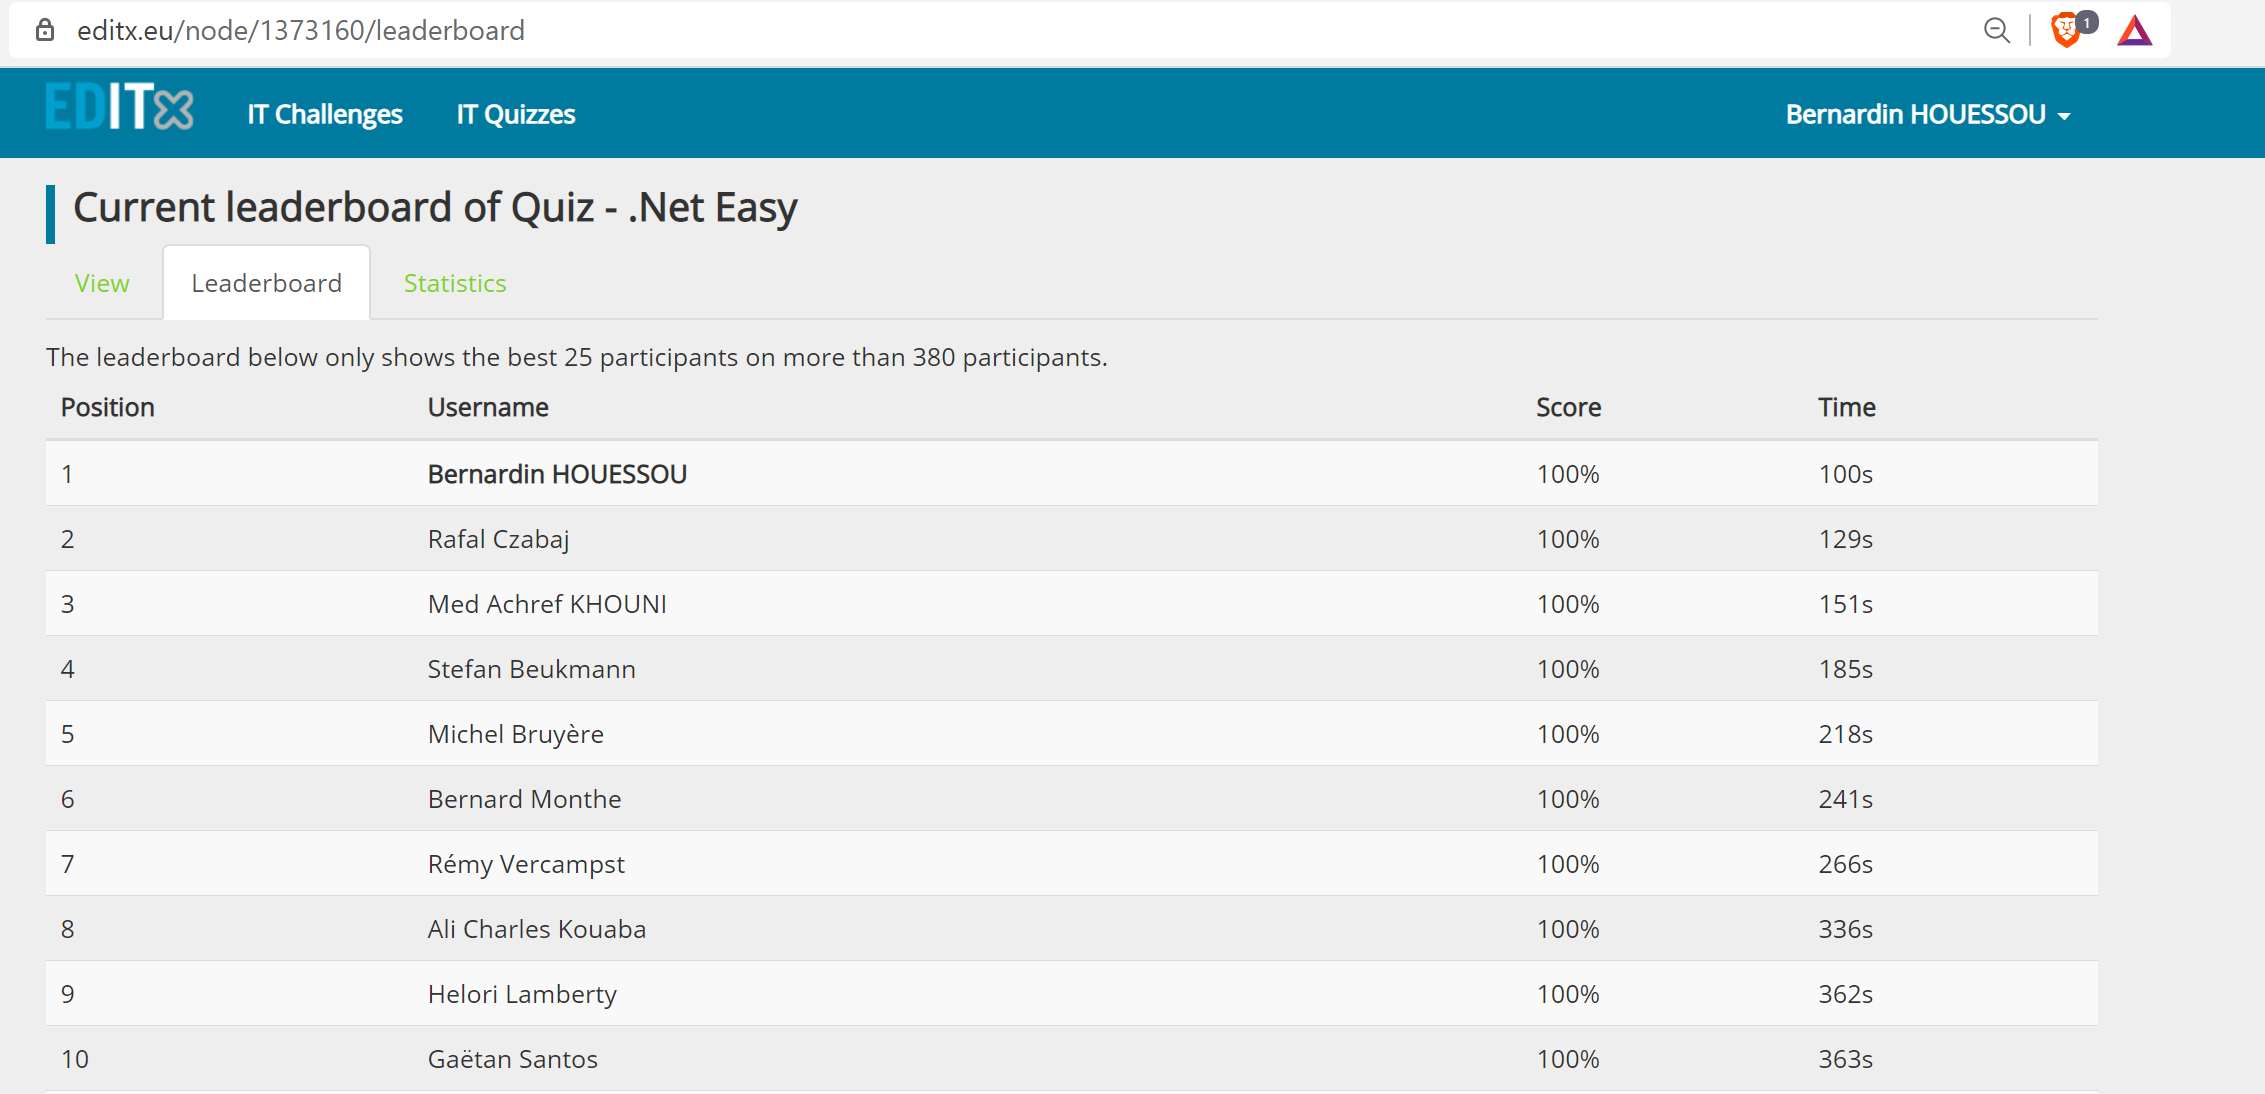 editx.eu/node/1373160/leaderboard 1
EDITx IT Challenges IT Quizzes Bernardin HOUESSOU
Current leaderboard of Quiz - .Net Easy
View Leaderboard Statistics
The leaderboard below only shows the best 25 participants on more than 380 participants.
Position Username Score Time
1 Bernardin HOUESSOU 100% 100s
2 Rafal Czabaj 100% 129s
3 Med Achref KHOUNI 100% 151s
4 Stefan Beukmann 100% 185s
5 Michel Bruyère 100% 218s
6 Bernard Monthe 100% 241s
7 Rémy Vercampst 100% 266s
8 Ali Charles Kouaba 100% 336s
9 Helori Lamberty 100% 362s
10 Gaëtan Santos 100% 363s